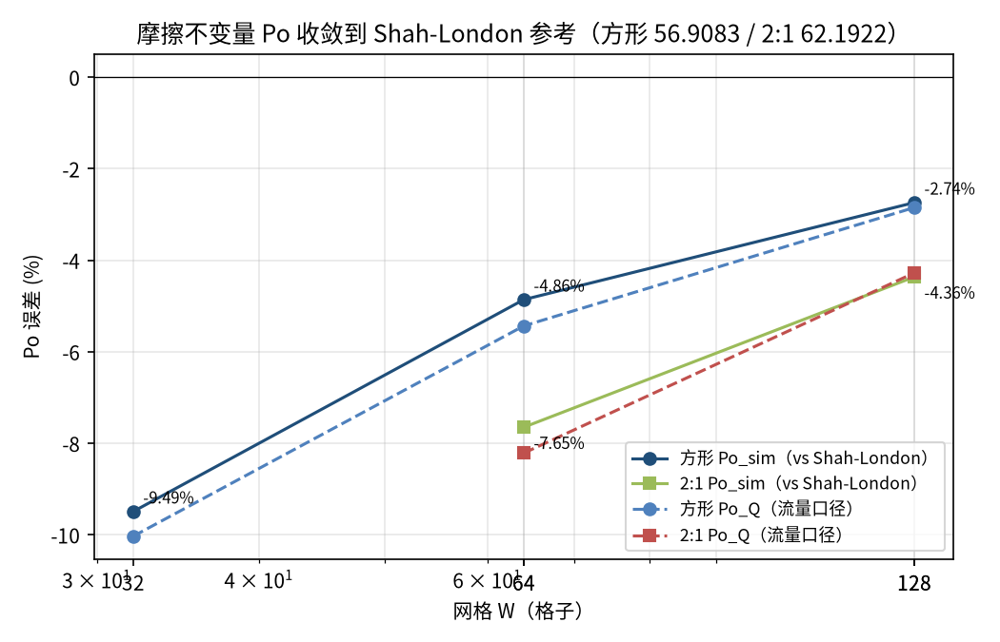 摩擦不变量 Po 收敛到 Shah-London 参考（方形 56.9083 / 2:1 62.1922）
Po 误差 (%)
0
-2
-4
-6
-8
-10
-2.74%
-4.86%
-4.36%
-7.65%
-9.49%
方形 Po_sim（vs Shah-London）
2:1 Po_sim（vs Shah-London）
方形 Po_Q（流量口径）
2:1 Po_Q（流量口径）
3 × 10¹ 32 4 × 10¹ 6 × 10¹ 64 128
网格 W（格子）